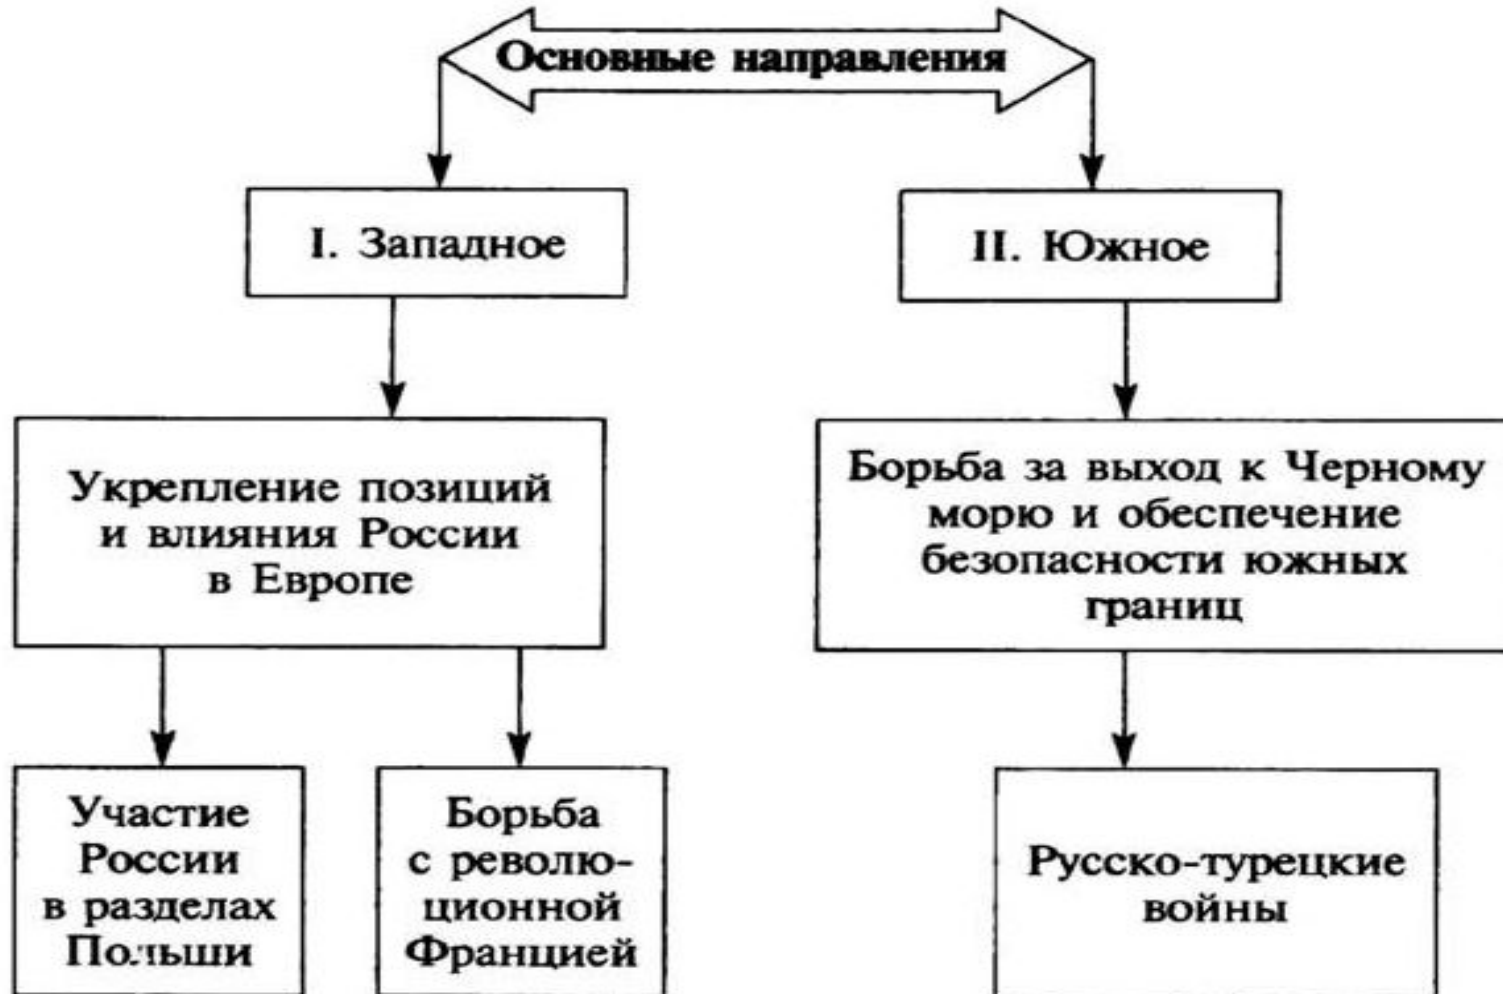 Основные направления
I. Западное
II. Южное
Укрепление позиций
и влияния России
в Европе
Борьба за выход к Черному
морю и обеспечение
безопасности южных
границ
Участие
России
в разделах
Польши
Борьба
с револю-
ционной
Францией
Русско-турецкие
войны